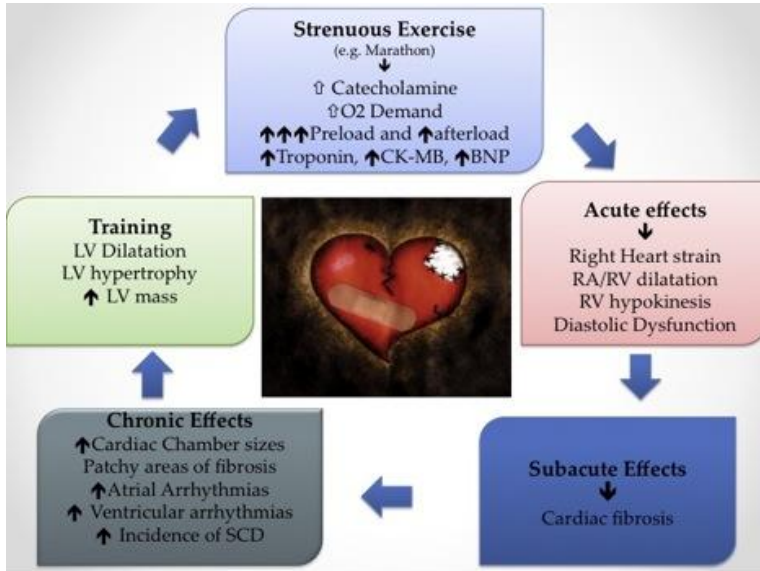 Strenuous Exercise
(e.g. Marathon)
↓
⇧ Catecholamine
⇧O2 Demand
↑↑↑Preload and ↑afterload
↑Troponin, ↑CK-MB, ↑BNP
Acute effects
↓
Right Heart strain
RA/RV dilatation
RV hypokinesis
Diastolic Dysfunction
Subacute Effects
↓
Cardiac fibrosis
Chronic Effects
↑Cardiac Chamber sizes
Patchy areas of fibrosis
↑Atrial Arrhythmias
↑ Ventricular arrhythmias
↑ Incidence of SCD
Training
LV Dilatation
LV hypertrophy
↑ LV mass